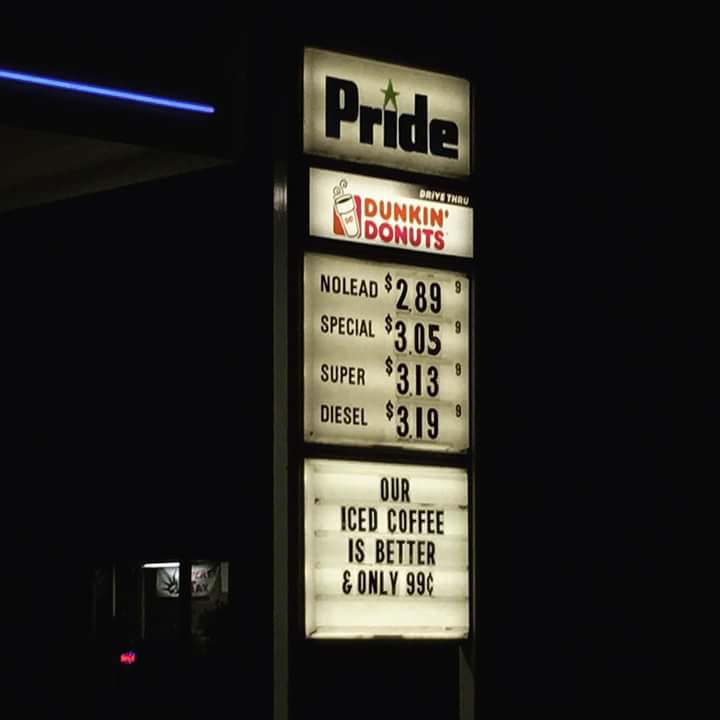 Pride
DRIVE THRU
DUNKIN'
DONUTS
NOLEAD $2.89 9
SPECIAL $3.05 9
SUPER $3.13 9
DIESEL $3.19 9
OUR
ICED COFFEE
IS BETTER
& ONLY 99¢